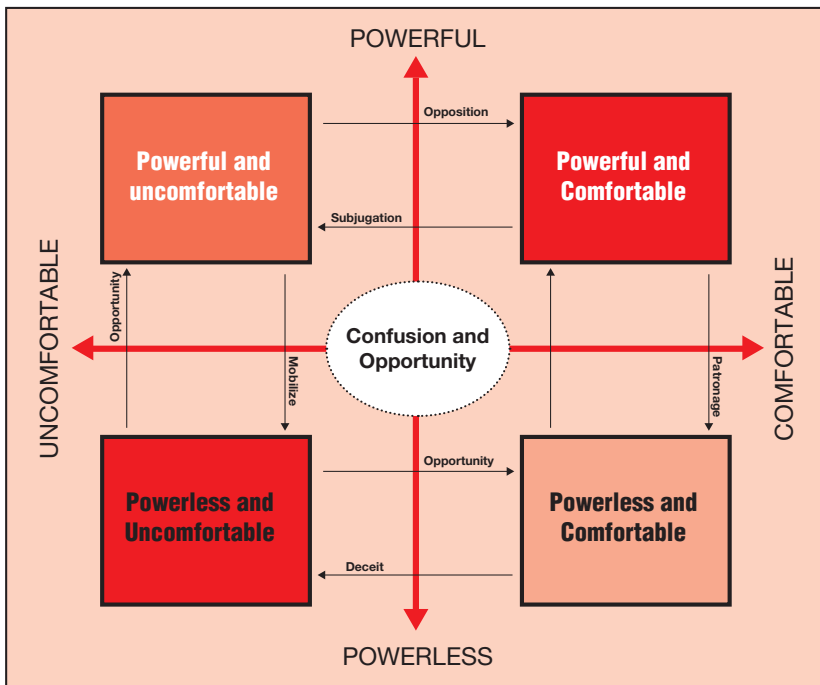 POWERFUL
Opposition
Powerful and
uncomfortable
Powerful and
Comfortable
Subjugation
UNCOMFORTABLE
Opportunity
Mobilize
Confusion and
Opportunity
Patronage
COMFORTABLE
Opportunity
Powerless and
Uncomfortable
Powerless and
Comfortable
Deceit
POWERLESS